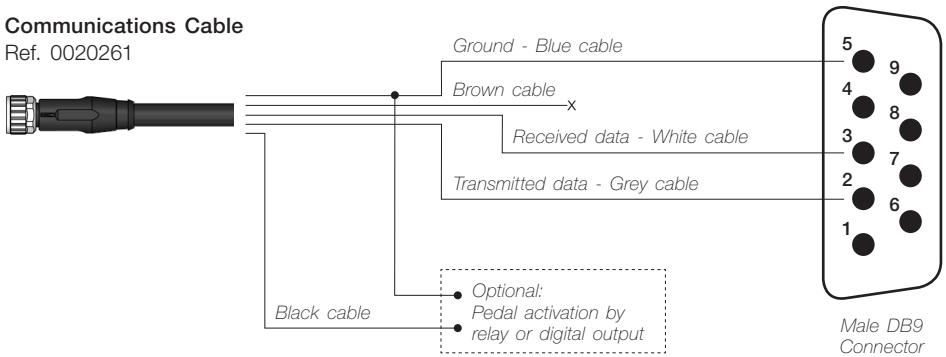 Communications Cable
Ref. 0020261
Ground - Blue cable
Brown cable
X
Received data - White cable
Transmitted data - Grey cable
Black cable
Optional:
Pedal activation by
relay or digital output
5
9
4
8
3
7
2
6
1
Male DB9
Connector